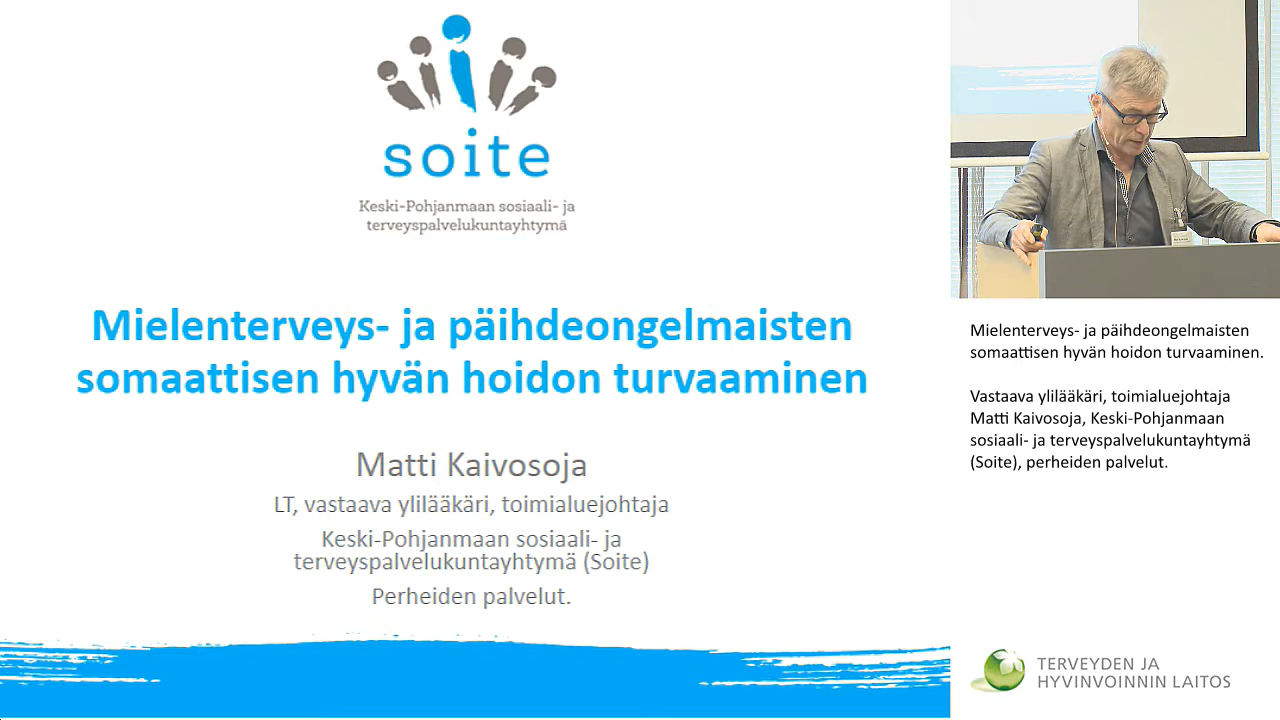 soite
Keski-Pohjanmaan sosiaali- ja
terveyspalvelukuntayhtymä
Mielenterveys- ja päihdeongelmaisten
somaattisen hyvän hoidon turvaaminen
Matti Kaivosoja
LT, vastaava ylilääkäri, toimialuejohtaja
Keski-Pohjanmaan sosiaali- ja
terveyspalvelukuntayhtymä (Soite)
Perheiden palvelut.
Mielenterveys- ja päihdeongelmaisten
somaattisen hyvän hoidon turvaaminen.
Vastaava ylilääkäri, toimialuejohtaja
Matti Kaivosoja, Keski-Pohjanmaan
sosiaali- ja terveyspalvelukuntayhtymä
(Soite), perheiden palvelut.
TERVEYDEN JA
HYVINVOINNIN LAITOS